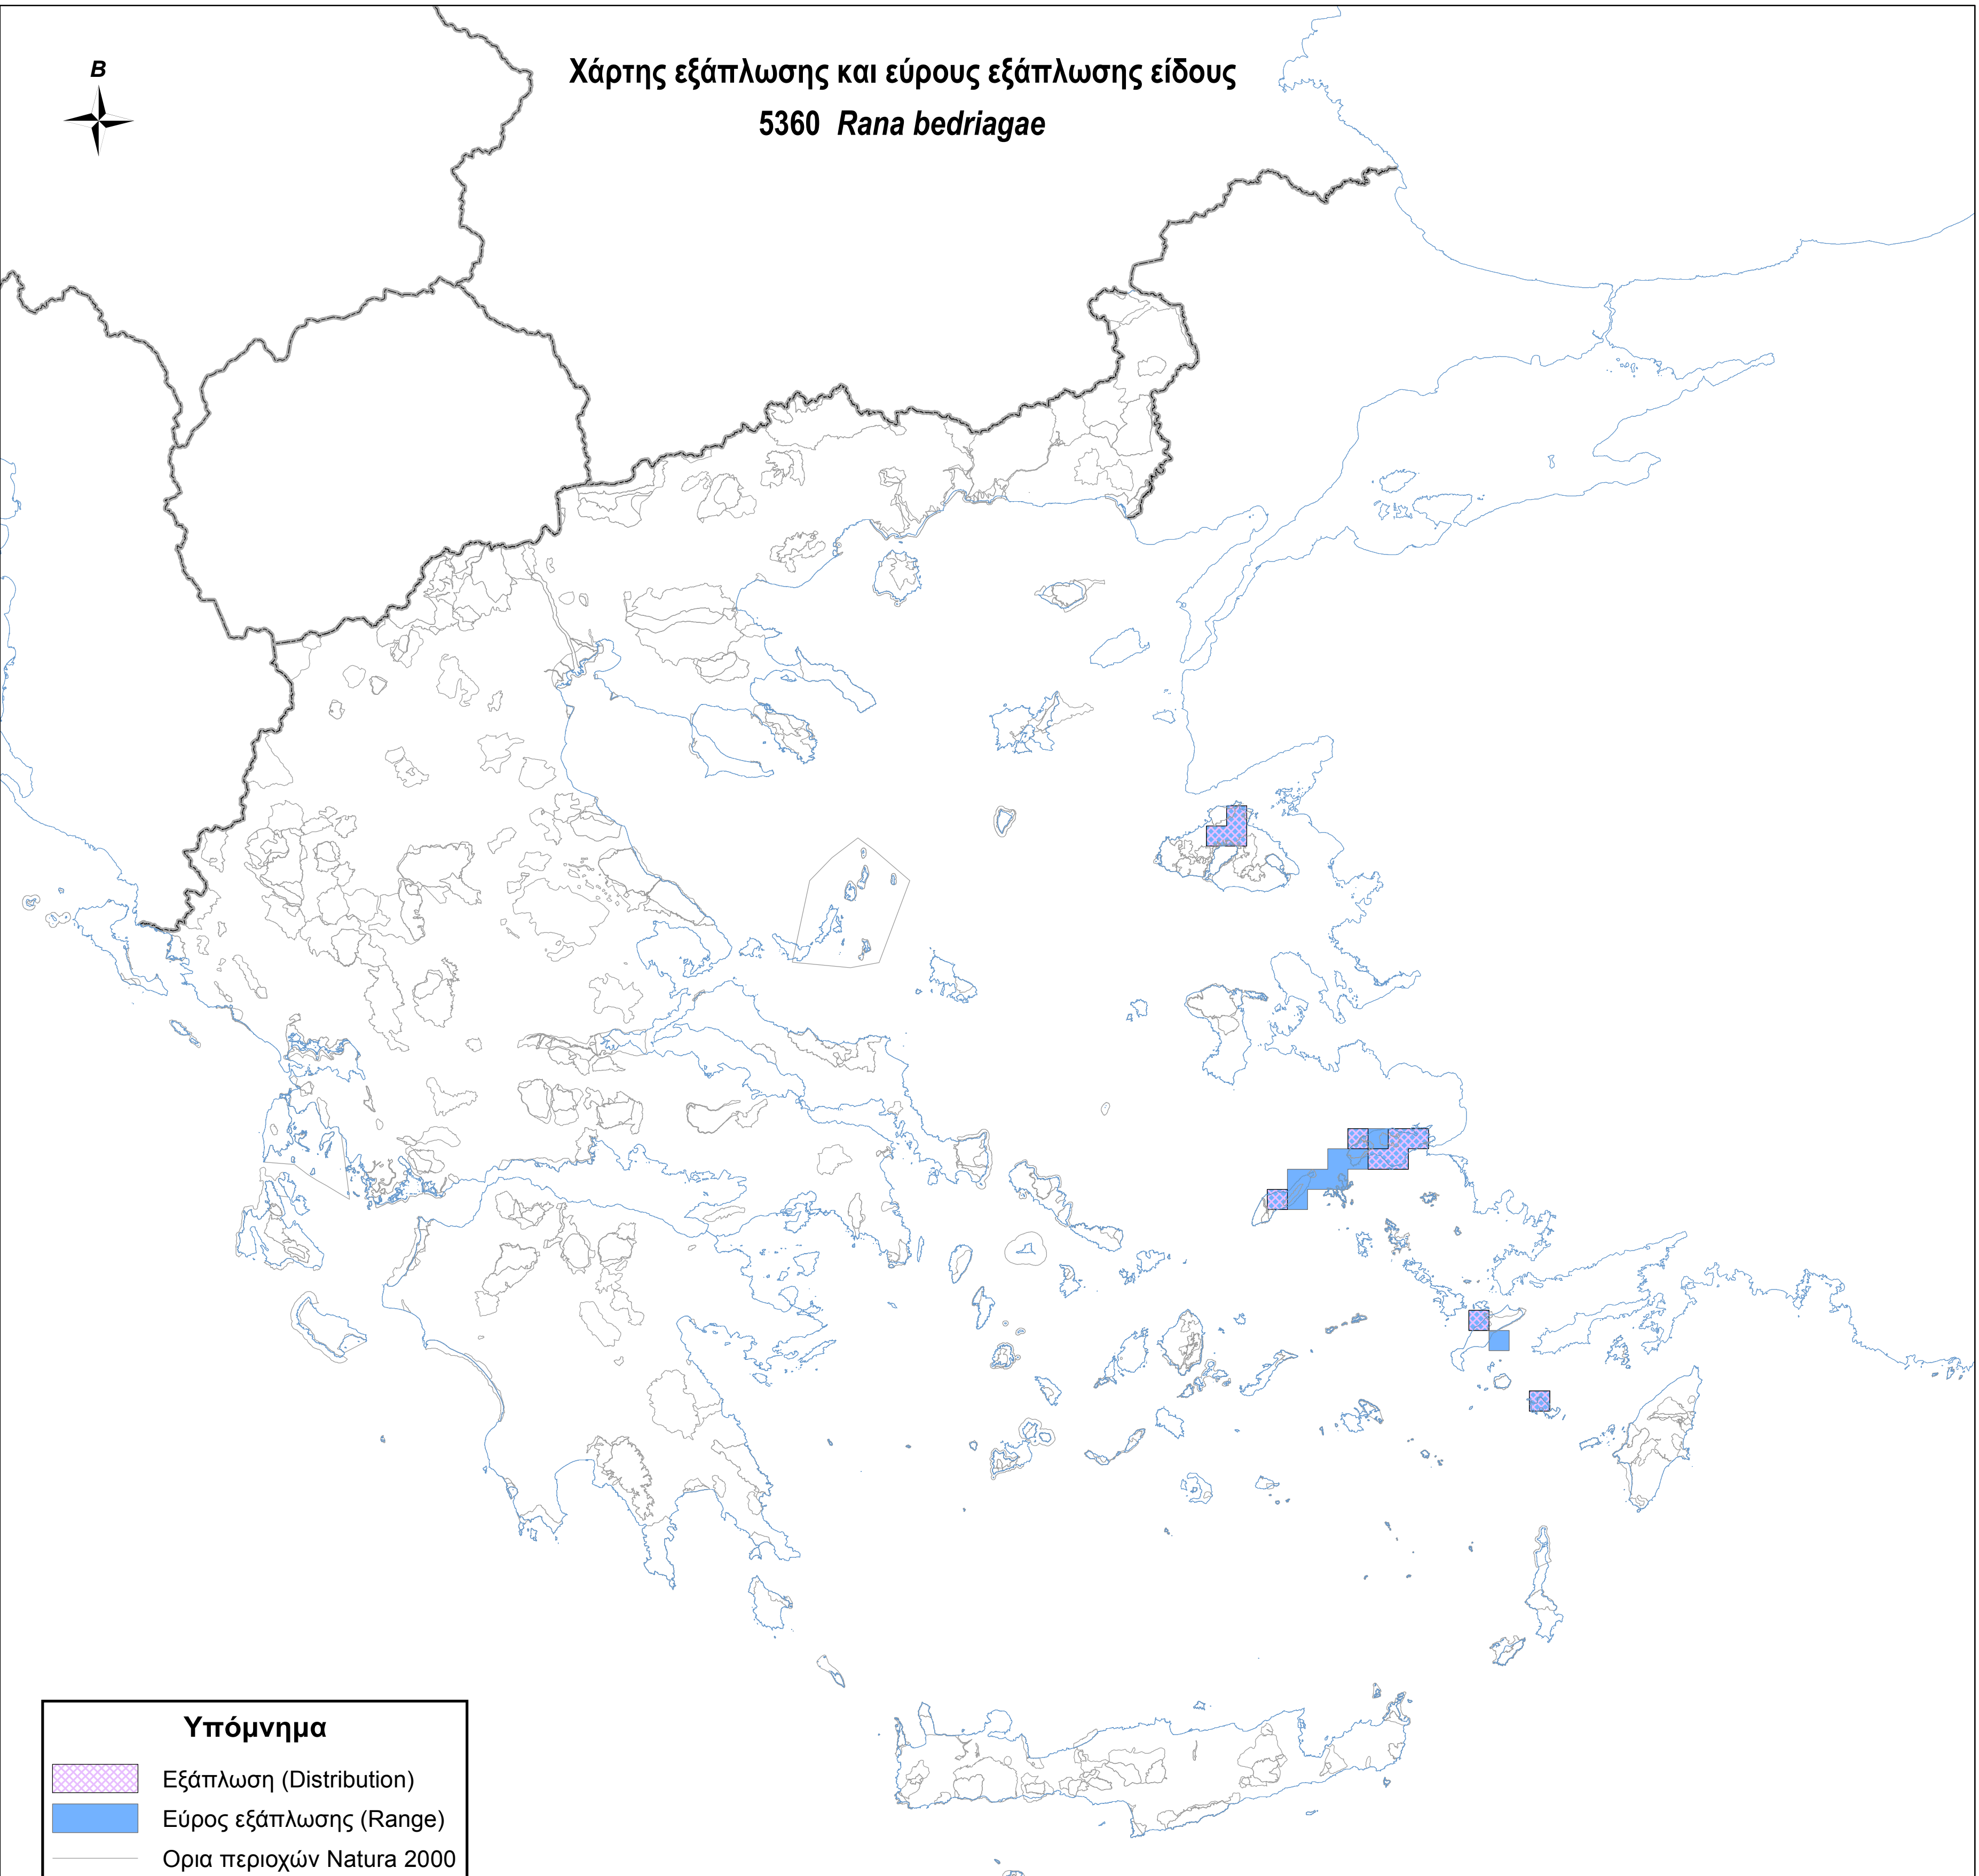 Β
Χάρτης εξάπλωσης και εύρους εξάπλωσης είδους
5360 Rana bedriagae
Υπόμνημα
Εξάπλωση (Distribution)
Εύρος εξάπλωσης (Range)
Ορια περιοχών Natura 2000